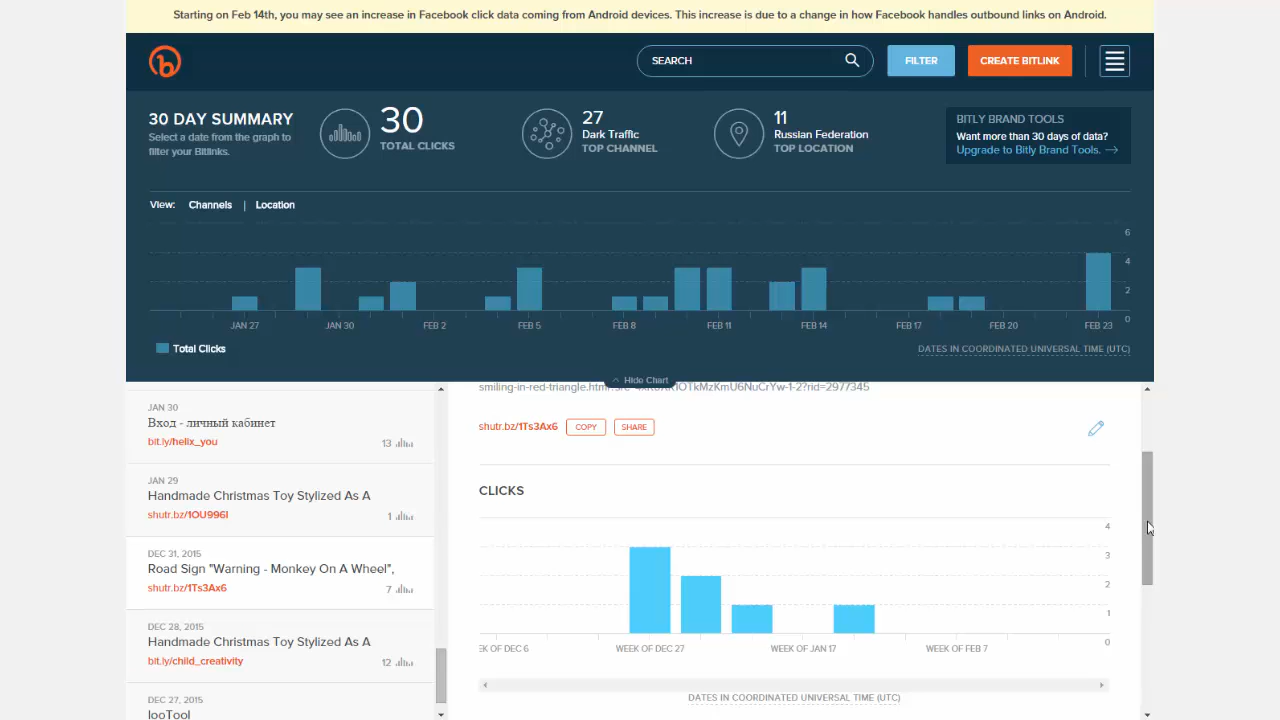 Starting on Feb 14th, you may see an increase in Facebook click data coming from Android devices. This increase is due to a change in how Facebook handles outbound links on Android.
SEARCH
FILTER
CREATE BITLINK
30 DAY SUMMARY
Select a date from the graph to
filter your Bitlinks.
30
TOTAL CLICKS
27
Dark Traffic
TOP CHANNEL
11
Russian Federation
TOP LOCATION
BITLY BRAND TOOLS
Want more than 30 days of data?
Upgrade to Bitly Brand Tools. →
View: Channels | Location
6
4
2
0
JAN 27 JAN 30 FEB 2 FEB 5 FEB 8 FEB 11 FEB 14 FEB 17 FEB 20 FEB 23
Total Clicks
DATES IN COORDINATED UNIVERSAL TIME (UTC)
Hide Chart
JAN 30
Вход - личный кабинет
bit.ly/helix_you 13
JAN 29
Handmade Christmas Toy Stylized As A
shutr.bz/1OU996I 1
DEC 31, 2015
Road Sign "Warning - Monkey On A Wheel",
shutr.bz/1Ts3Ax6 7
DEC 28, 2015
Handmade Christmas Toy Stylized As A
bit.ly/child_creativity 12
DEC 27, 2015
looTool
shutr.bz/1Ts3Ax6 COPY SHARE
CLICKS
4
3
2
1
0
EK OF DEC 6 WEEK OF DEC 27 WEEK OF JAN 17 WEEK OF FEB 7
DATES IN COORDINATED UNIVERSAL TIME (UTC)